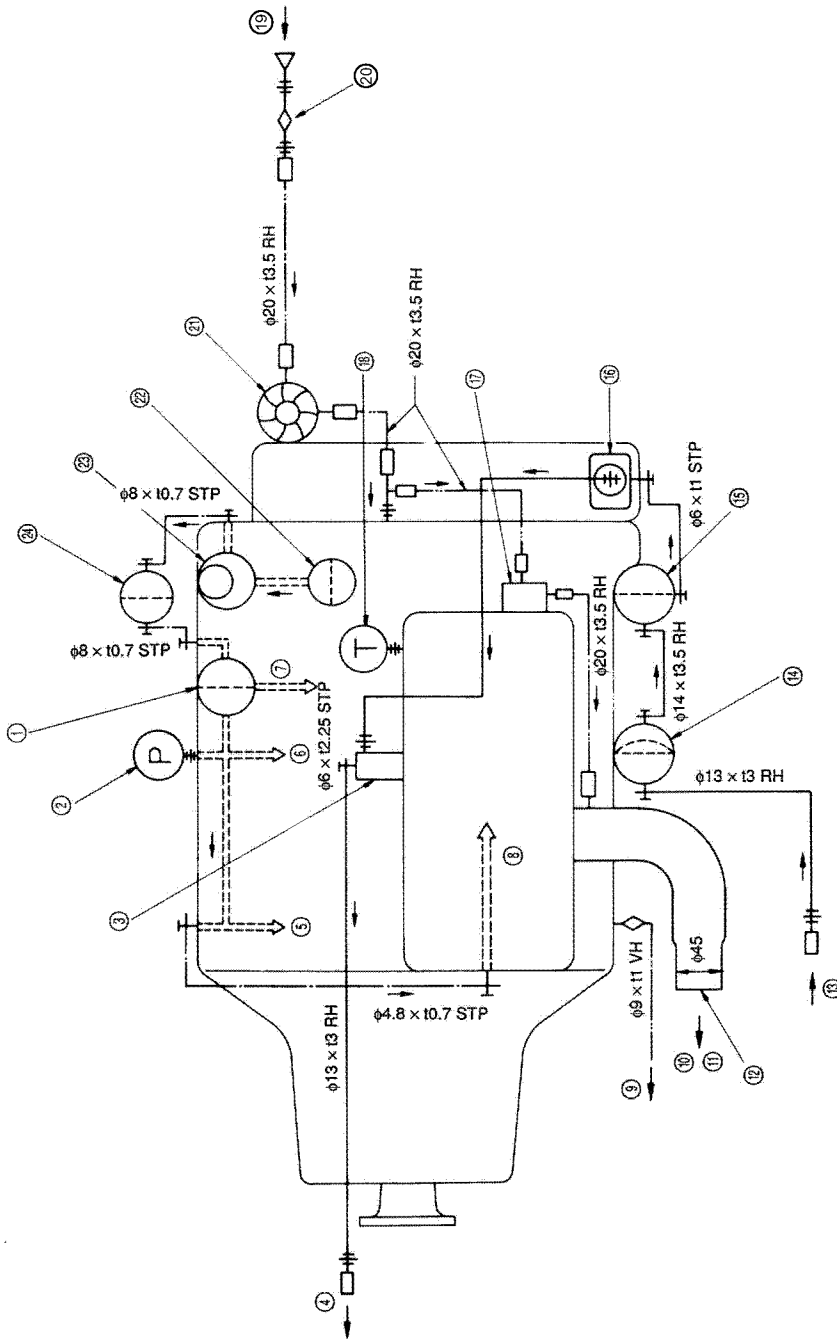 ⑲
⑳
φ20 × t3.5 RH
㉑
⑱
φ20 × t3.5 RH
⑰
⑯
φ6 × t1 STP
⑮
φ14 × t3.5 RH
⑭
φ13 × t3 RH
⑬
㉒
㉓
㉔
φ8 × t0.7 STP
φ8 × t0.7 STP
T
φ20 × t3.5 RH
①
⑦
φ6 × t2.25 STP
②
P
⑥
③
⑤
⑧
φ4.8 × t0.7 STP
φ13 × t3 RH
④
φ9 × t1 VH
⑨
φ45
⑩
⑪
⑫